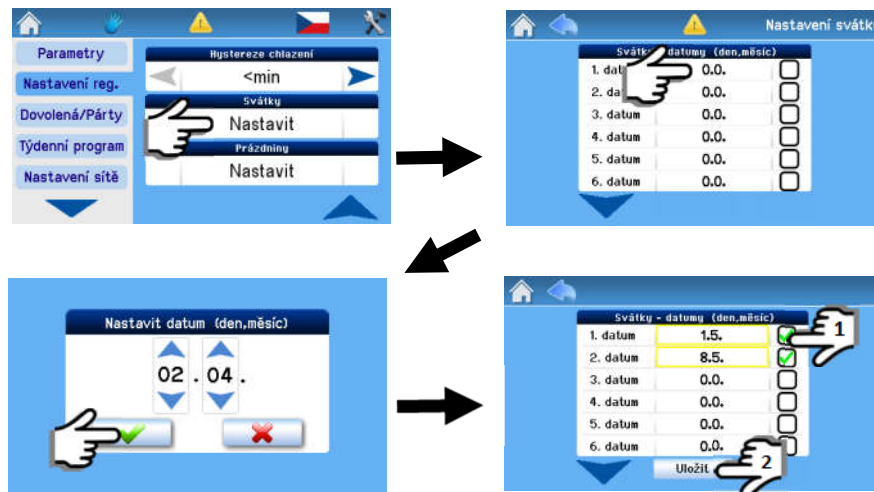 Parametry
Nastavení reg.
Dovolená/Párty
Týdenní program
Nastavení sítě
Hystereze chlazení
<min
Svátky
Nastavit
Prázdniny
Nastavit
Nastavení svátk
datumy (den,měsíc)
1. dat
0.0.
2. da
0.0.
3. datum
0.0.
4. datum
0.0.
5. datum
0.0.
6. datum
0.0.
Nastavit datum (den,měsíc)
02 . 04 .
Svátky - datumy (den,měsíc)
1. datum
1.5.
2. datum
8.5.
3. datum
0.0.
4. datum
0.0.
5. datum
0.0.
6. datum
0.0.
Uložit
1
2